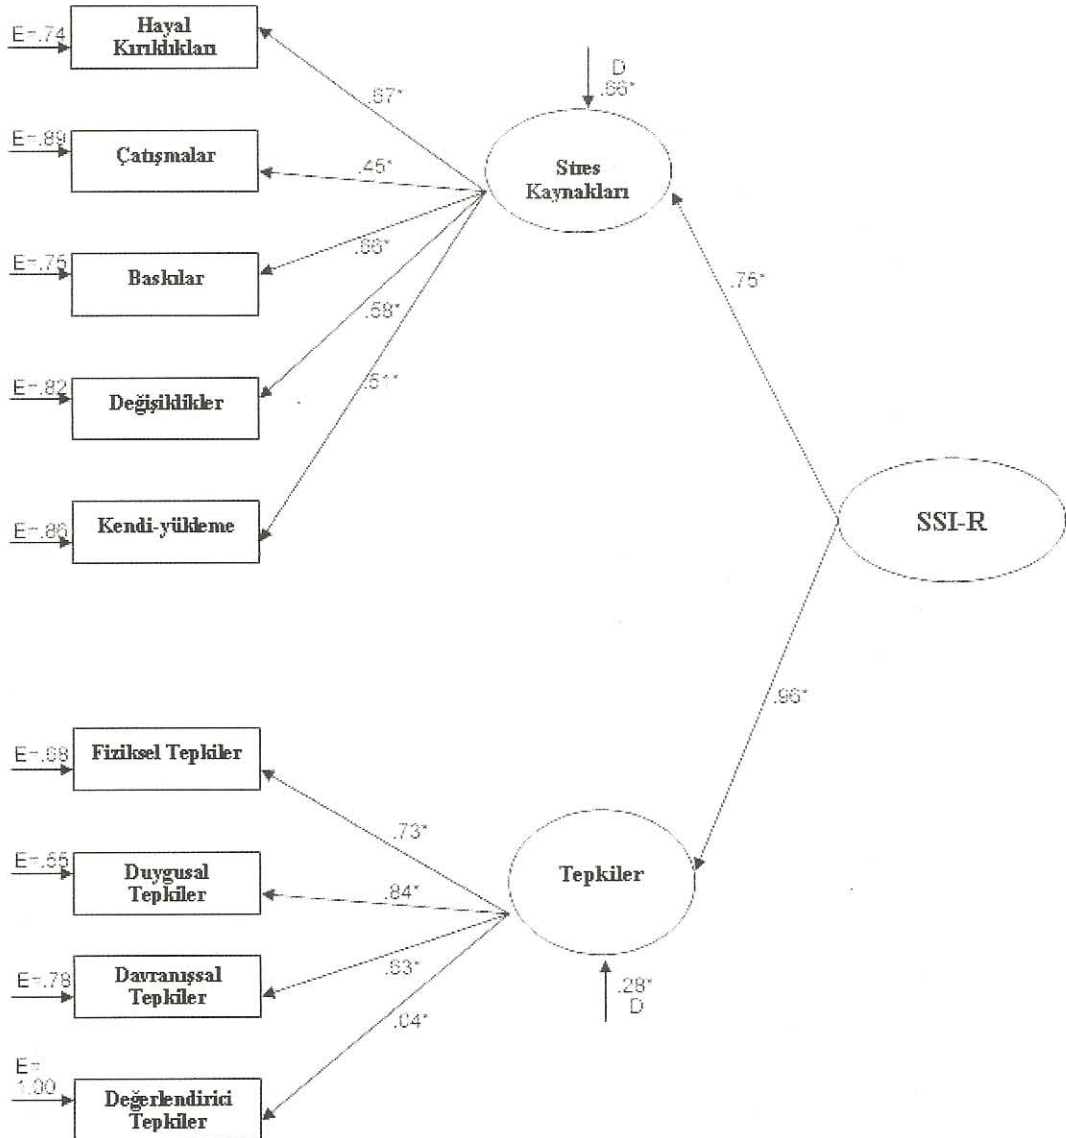 E=.74
Hayal
Kırıklıkları
.67*
D
.66*
E=.89
Çatışmalar
.45*
Stres
Kaynakları
E=.75
Baskılar
.66*
.75*
.58*
E=.82
Değişiklikler
.51*
E=.86
Kendi-yükleme
SSI-R
.96*
E=.68
Fiziksel Tepkiler
.73*
E=.55
Duygusal
Tepkiler
.84*
Tepkiler
E=.78
Davranışsal
Tepkiler
.63*
.28*
D
.04*
E=
1.00
Değerlendirici
Tepkiler